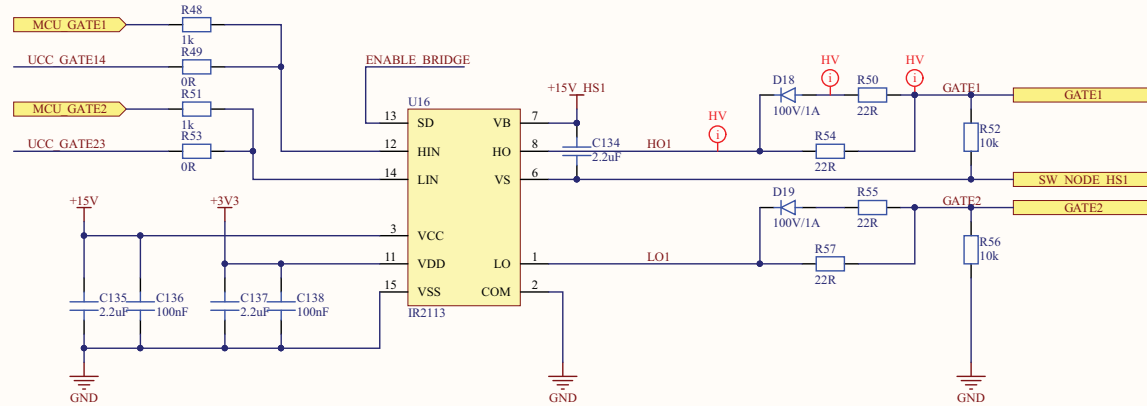 MCU_GATE1
R48
1k
UCC_GATE14
R49
0R
MCU_GATE2
R51
1k
UCC_GATE23
R53
0R
ENABLE_BRIDGE
U16
13 SD VB 7
12 HIN HO 8
14 LIN VS 6
3 VCC
11 VDD LO 1
15 VSS COM 2
IR2113
+15V_HS1
C134
2.2uF
HO1
HV
i
D18
100V/1A
HV
i
R50
22R
HV
i
R54
22R
GATE1
GATE1
R52
10k
SW_NODE_HS1
D19
100V/1A
R55
22R
GATE2
GATE2
LO1
R57
22R
R56
10k
+15V
+3V3
C135
2.2uF
C136
100nF
C137
2.2uF
C138
100nF
GND
GND
GND